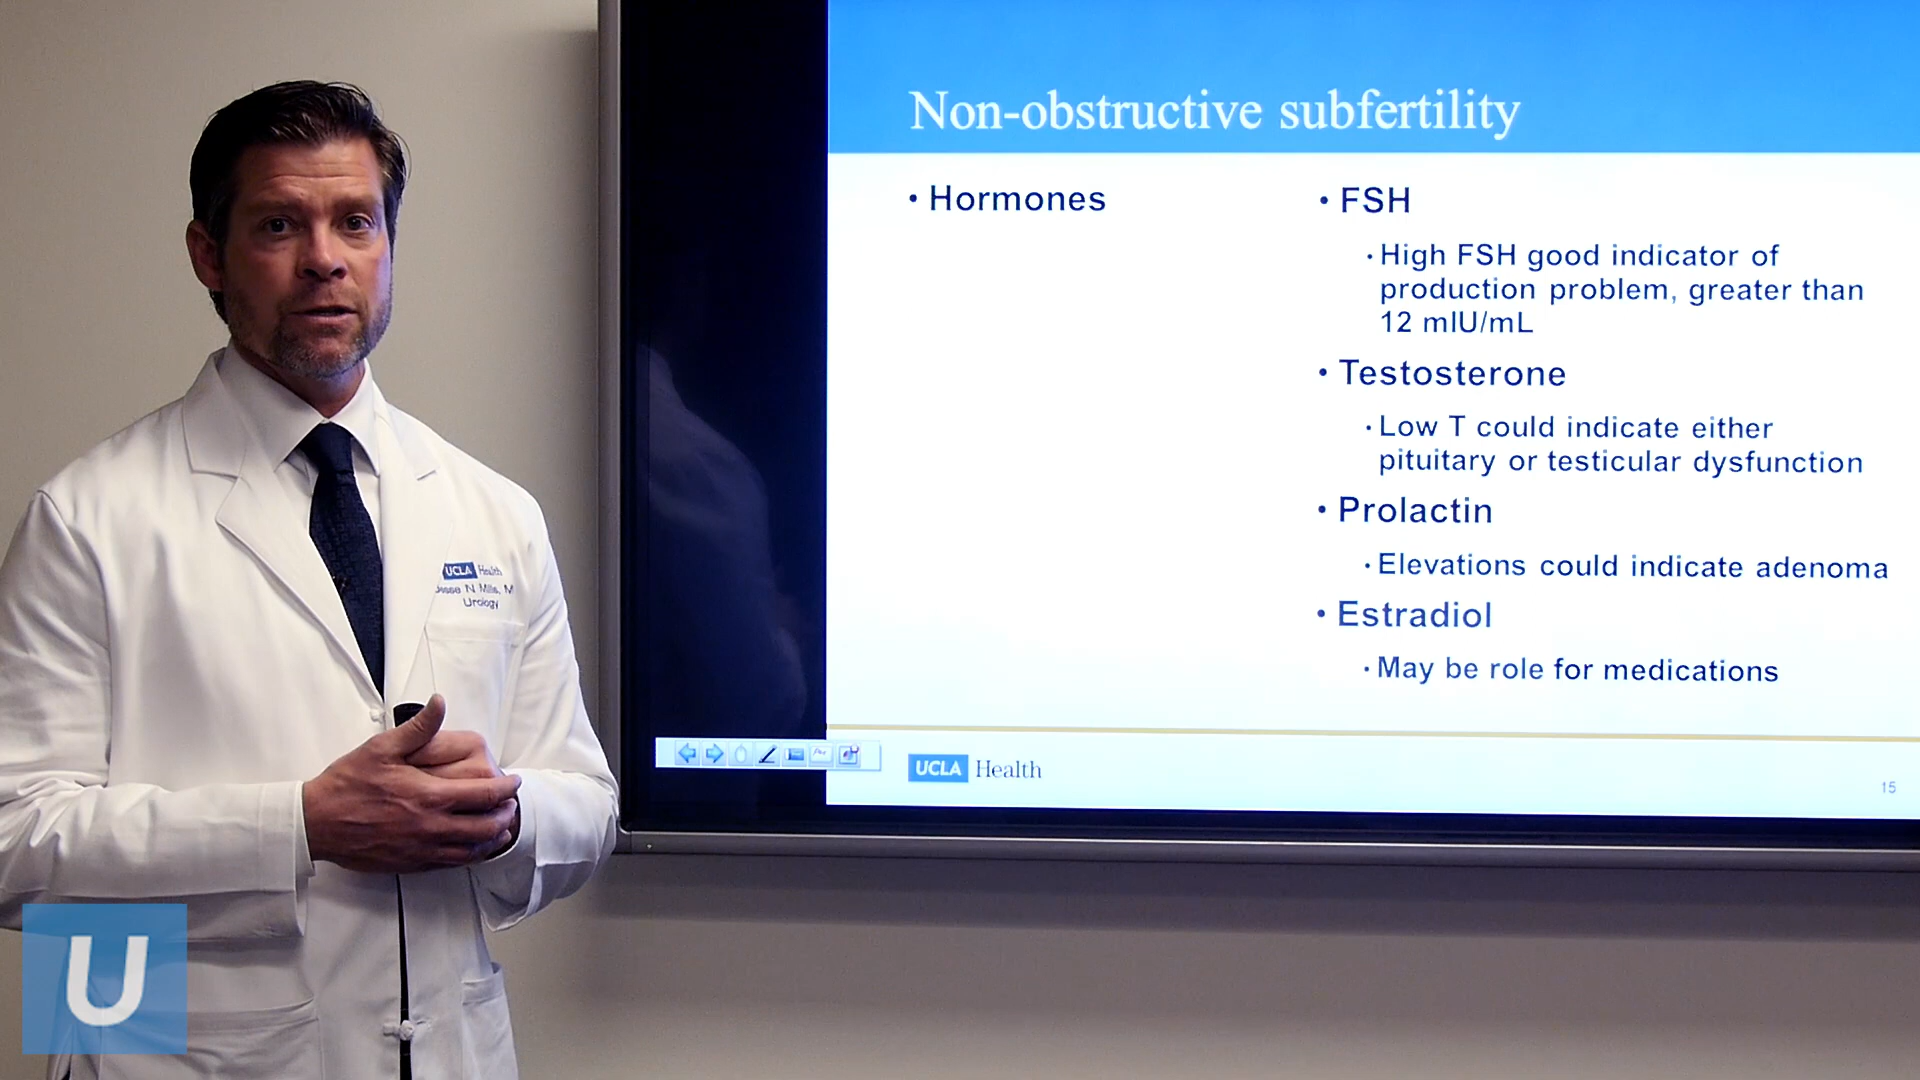 Non-obstructive subfertility
• Hormones
• FSH
• High FSH good indicator of
production problem, greater than
12 mIU/mL
• Testosterone
• Low T could indicate either
pituitary or testicular dysfunction
• Prolactin
• Elevations could indicate adenoma
• Estradiol
• May be role for medications
UCLA Health
15
UCLA Health
Jesse N Mills, M
Urology
U